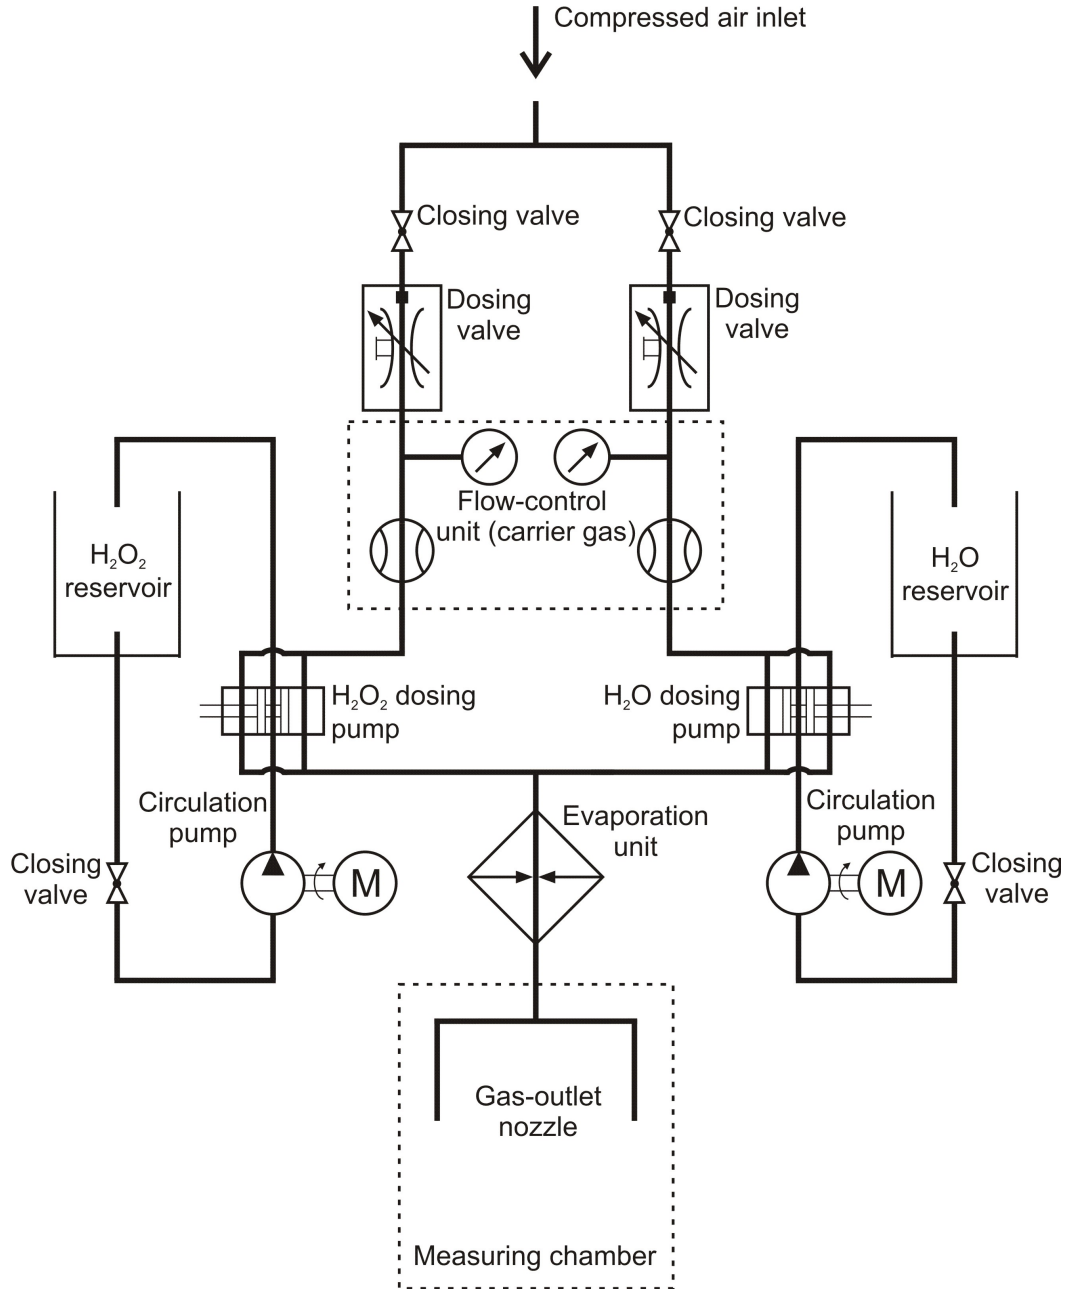 Compressed air inlet
Closing valve
Closing valve
Dosing
valve
Dosing
valve
Flow-control
unit (carrier gas)
H₂O₂
reservoir
H₂O
reservoir
H₂O₂ dosing
pump
H₂O dosing
pump
Circulation
pump
Evaporation
unit
Circulation
pump
Closing
valve
M
M
Closing
valve
Gas-outlet
nozzle
Measuring chamber